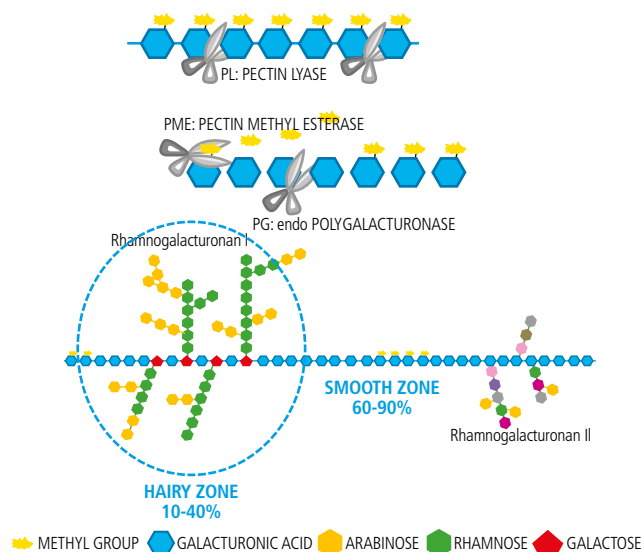 PL: PECTIN LYASE
PME: PECTIN METHYL ESTERASE
PG: endo POLYGALACTURONASE
Rhamnogalacturonan I
SMOOTH ZONE
60-90%
Rhamnogalacturonan II
HAIRY ZONE
10-40%
METHYL GROUP
GALACTURONIC ACID
ARABINOSE
RHAMNOSE
GALACTOSE